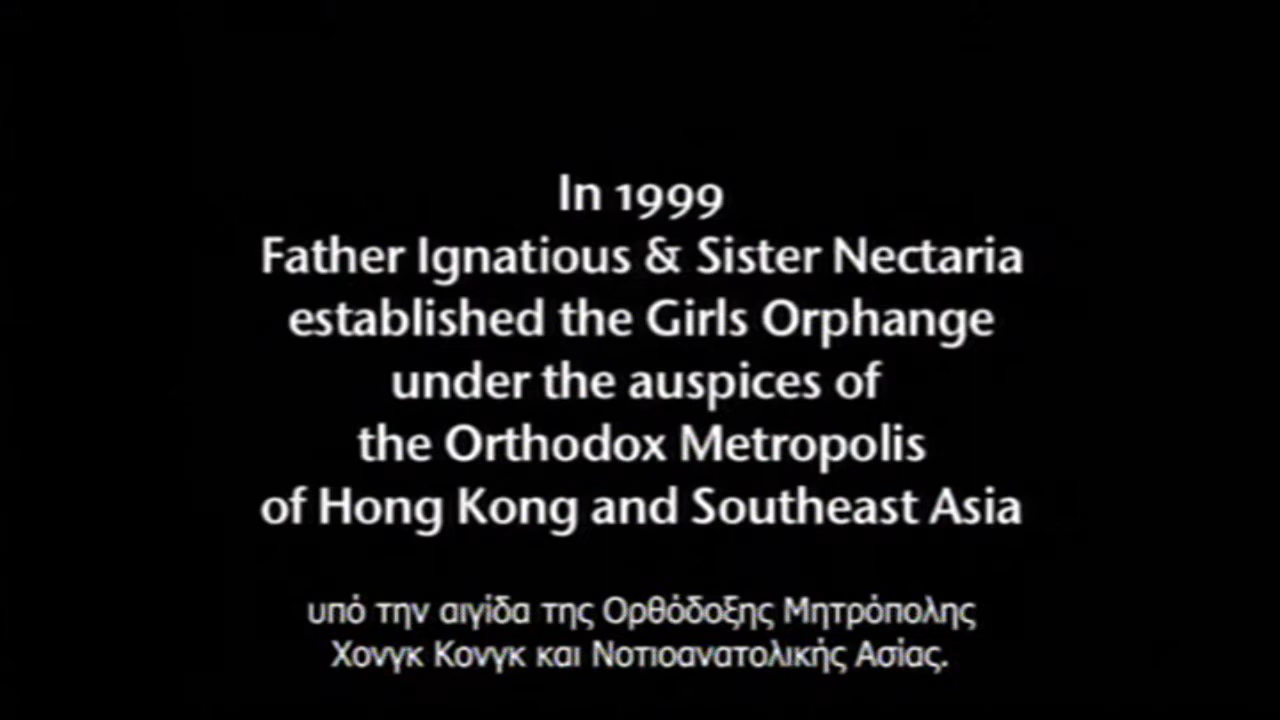 In 1999
Father Ignatious & Sister Nectaria
established the Girls Orphange
under the auspices of
the Orthodox Metropolis
of Hong Kong and Southeast Asia
υπό την αιγίδα της Ορθόδοξης Μητρόπολης
Χονγκ Κονγκ και Νοτιοανατολικής Ασίας.